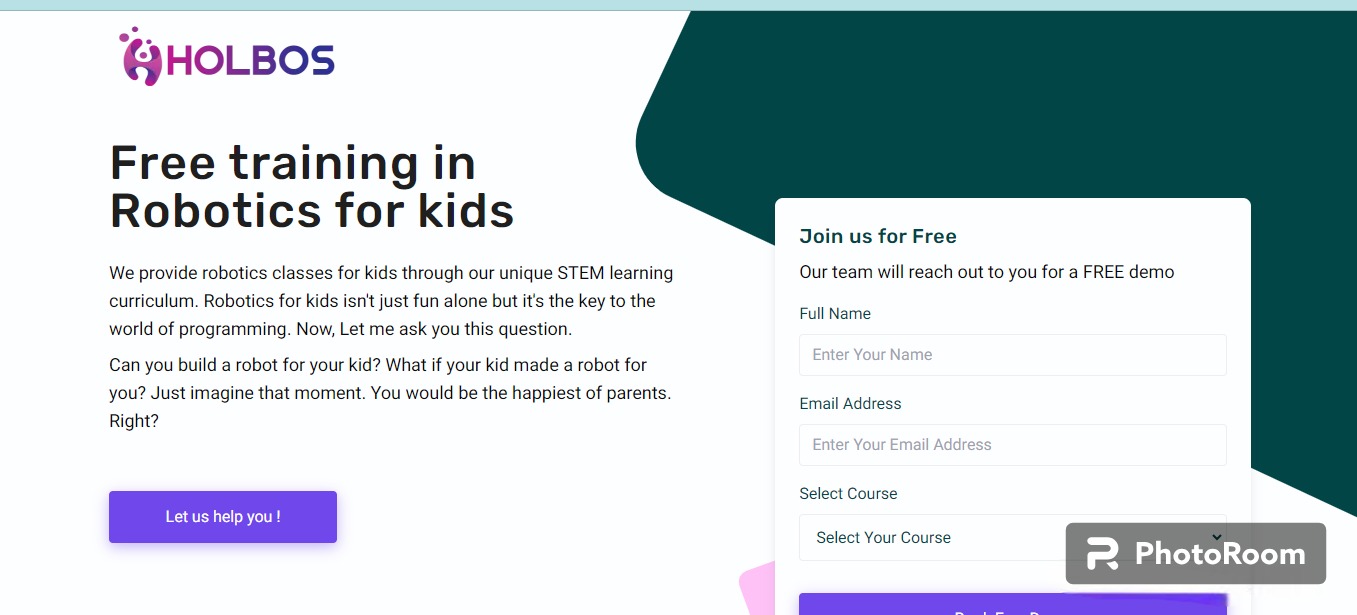 HOLBOS
Free training in
Robotics for kids
We provide robotics classes for kids through our unique STEM learning
curriculum. Robotics for kids isn't just fun alone but it's the key to the
world of programming. Now, Let me ask you this question.
Can you build a robot for your kid? What if your kid made a robot for
you? Just imagine that moment. You would be the happiest of parents.
Right?
Let us help you !
Join us for Free
Our team will reach out to you for a FREE demo
Full Name
Enter Your Name
Email Address
Enter Your Email Address
Select Course
Select Your Course
PhotoRoom